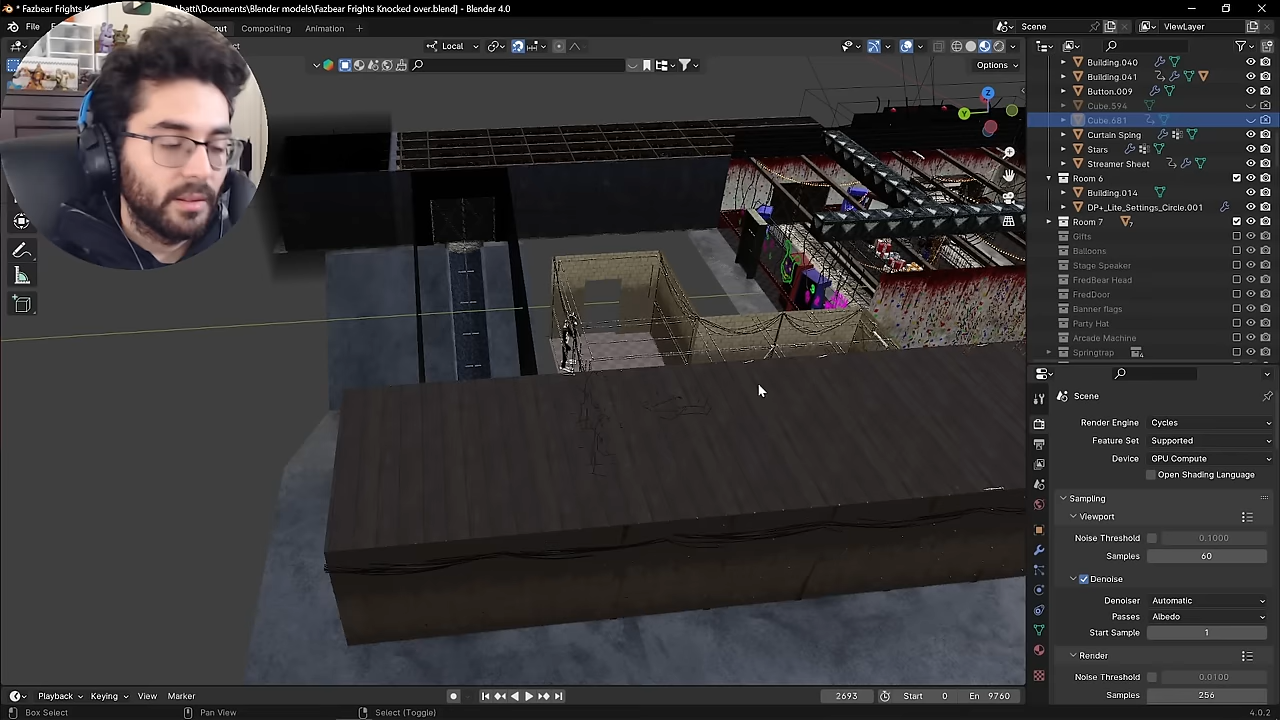 * Fazbear Frights Knocked over.blend] - Blender 4.0
batti\Documents\Blender models\
File
Compositing
Animation
Scene
ViewLayer
Local
Options
Building.040
Building.041
Button.009
Cube.594
Cube.681
Curtain Sping
Stars
Streamer Sheet
Room 6
Building.014
DP+_Lite_Settings_Circle.001
Room 7
Gifts
Balloons
Stage Speaker
FredBear Head
FredDoor
Banner flags
Party Hat
Arcade Machine
Springtrap
Scene
Render Engine Cycles
Feature Set Supported
Device GPU Compute
Open Shading Language
Sampling
Viewport
Noise Threshold 0.1000
Samples 60
Denoise
Denoiser Automatic
Passes Albedo
Start Sample 1
Render
Noise Threshold 0.0100
Samples 256
Playback Keying View Marker
2693 Start 0 En 9760
Box Select Pan View Select (Toggle) 4.0.2